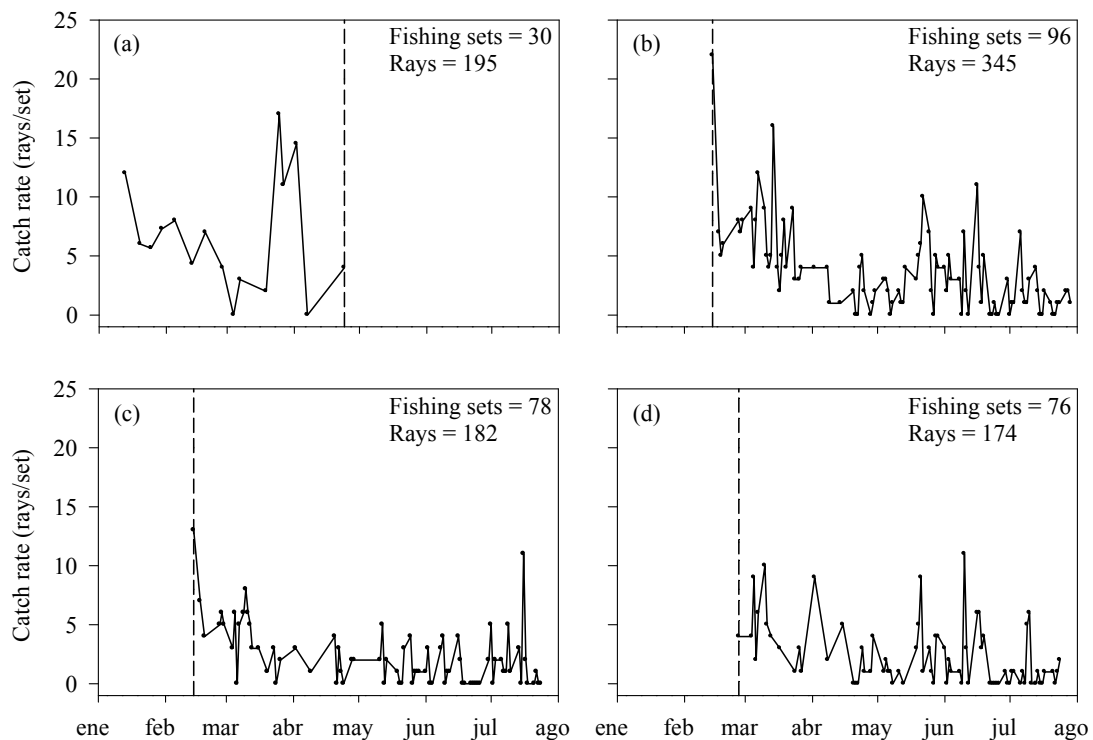 25
20
15
10
5
0
Catch rate (rays/set)
(a)
Fishing sets = 30
Rays = 195
(b)
Fishing sets = 96
Rays = 345
25
20
15
10
5
0
Catch rate (rays/set)
(c)
Fishing sets = 78
Rays = 182
(d)
Fishing sets = 76
Rays = 174
ene feb mar abr may jun jul ago
ene feb mar abr may jun jul ago